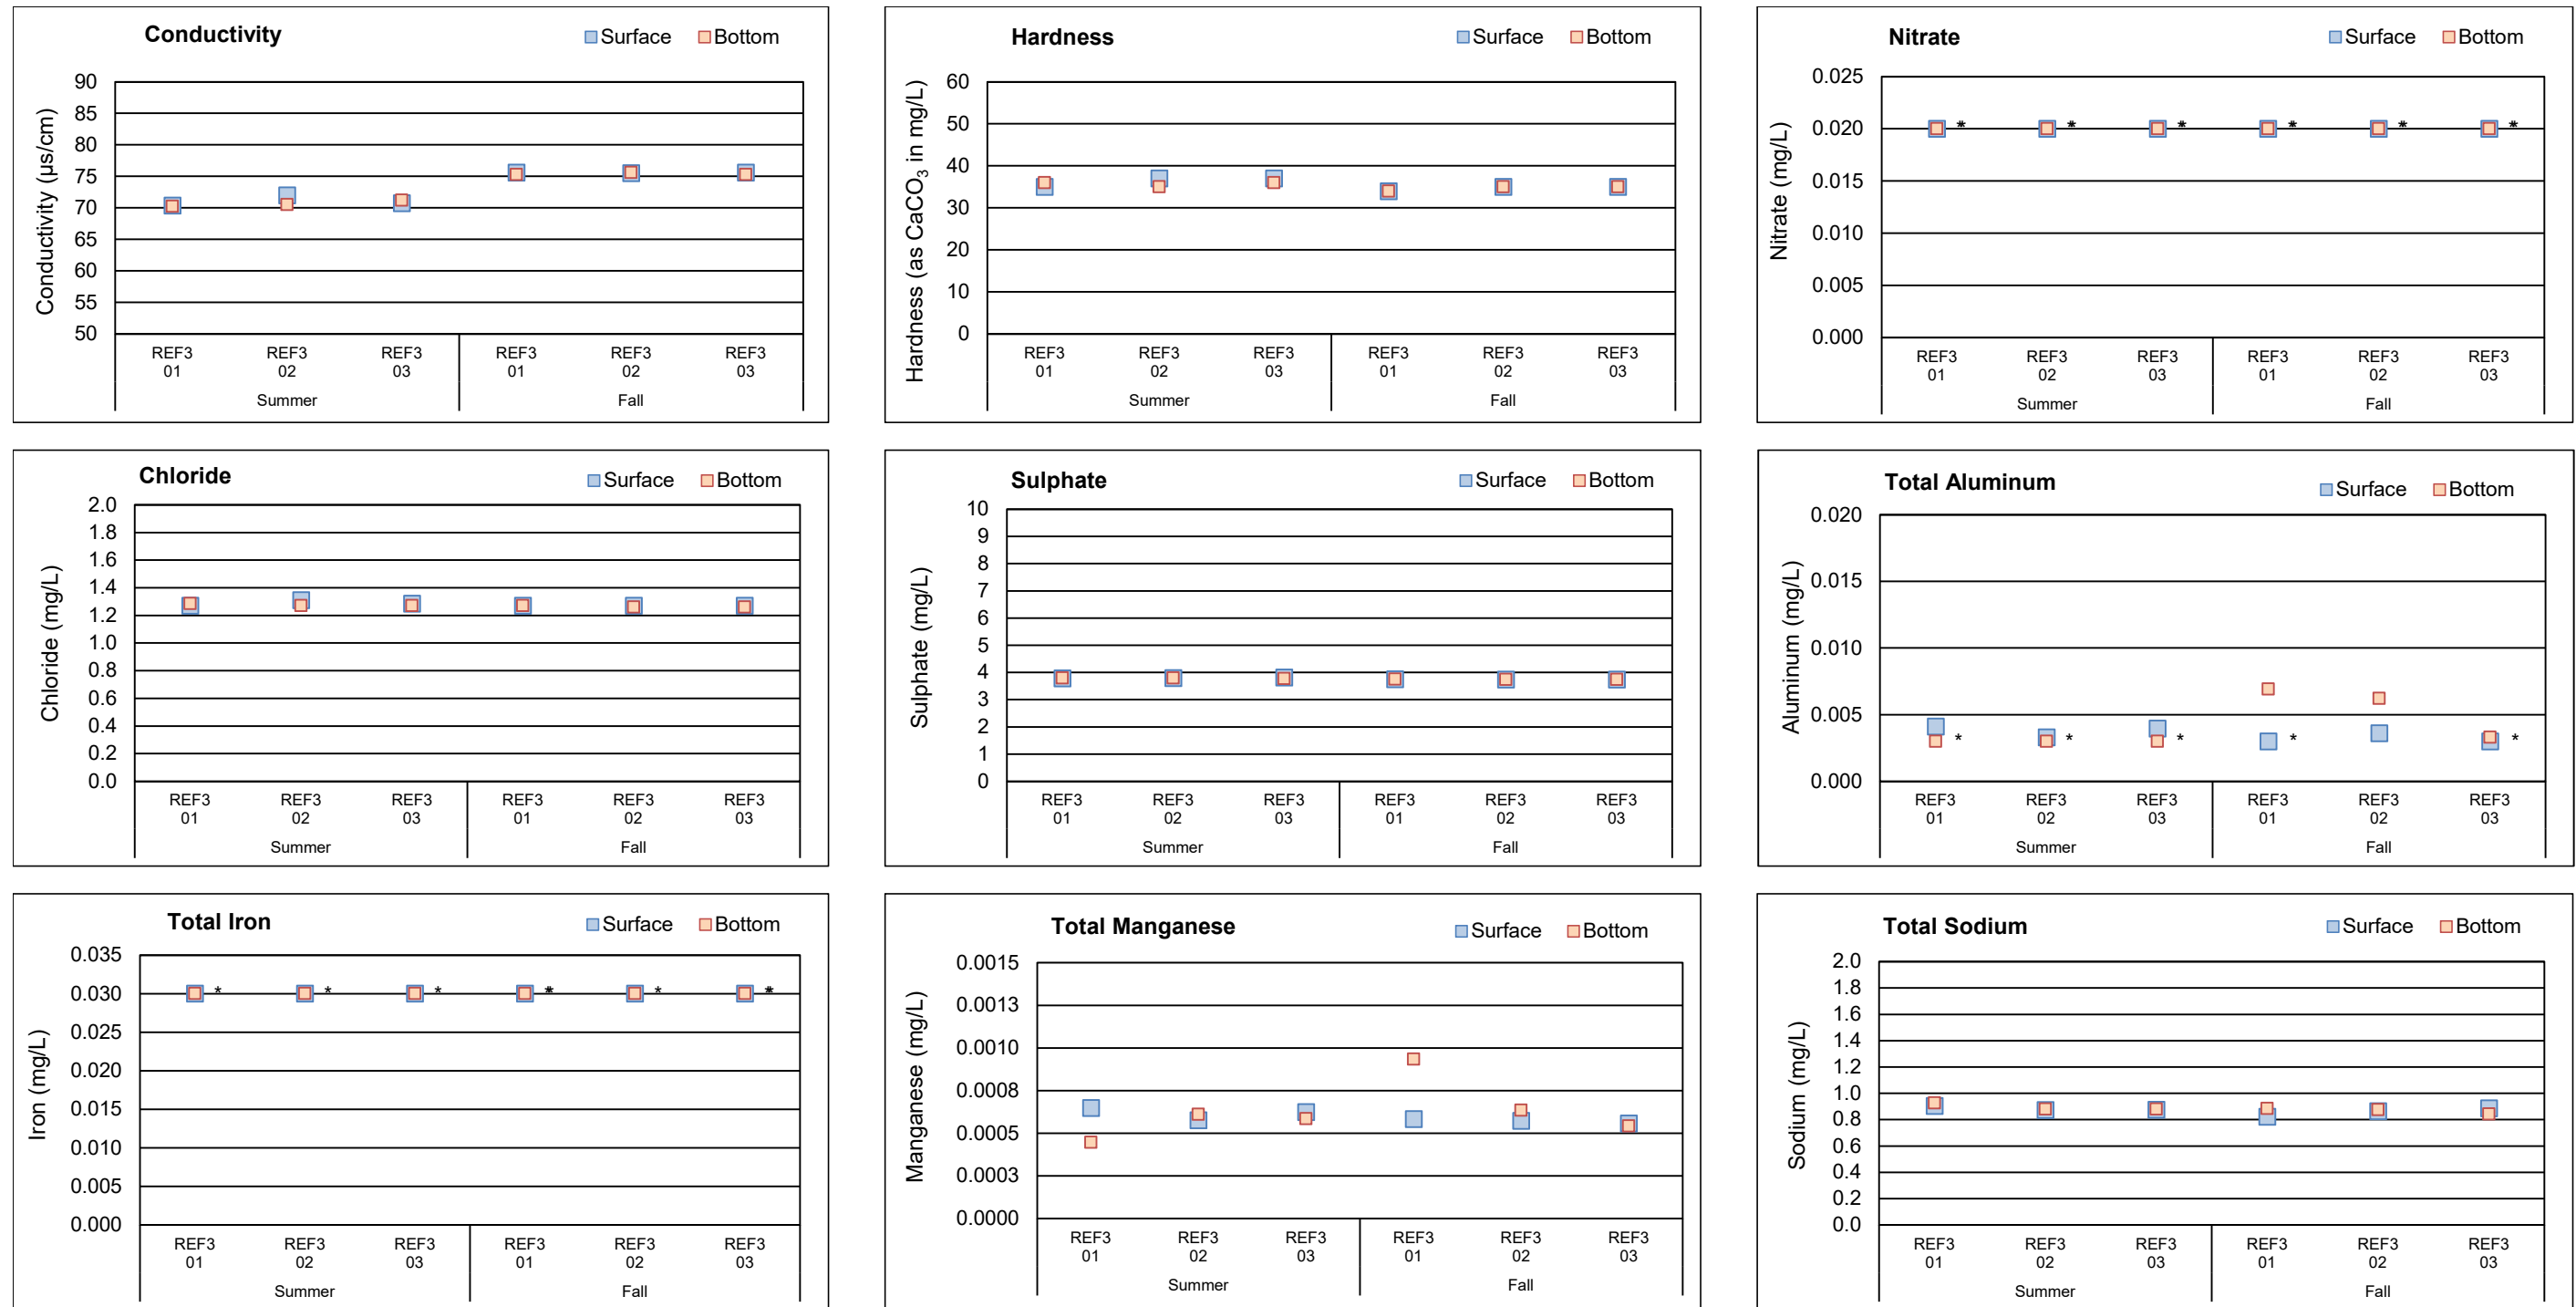 Conductivity
Surface Bottom
Conductivity (µs/cm)
90
85
80
75
70
65
60
55
50
REF3 REF3 REF3 REF3 REF3 REF3
01 02 03 01 02 03
Summer Fall
Hardness
Surface Bottom
Hardness (as CaCO3 in mg/L)
60
50
40
30
20
10
0
REF3 REF3 REF3 REF3 REF3 REF3
01 02 03 01 02 03
Summer Fall
Nitrate
Surface Bottom
Nitrate (mg/L)
0.025
0.020 * * * * * *
0.015
0.010
0.005
0.000
REF3 REF3 REF3 REF3 REF3 REF3
01 02 03 01 02 03
Summer Fall
Chloride
Surface Bottom
Chloride (mg/L)
2.0
1.8
1.6
1.4
1.2
1.0
0.8
0.6
0.4
0.2
0.0
REF3 REF3 REF3 REF3 REF3 REF3
01 02 03 01 02 03
Summer Fall
Sulphate
Surface Bottom
Sulphate (mg/L)
10
9
8
7
6
5
4
3
2
1
0
REF3 REF3 REF3 REF3 REF3 REF3
01 02 03 01 02 03
Summer Fall
Total Aluminum
Surface Bottom
Aluminum (mg/L)
0.020
0.015
0.010
0.005
* * * * *
0.000
REF3 REF3 REF3 REF3 REF3 REF3
01 02 03 01 02 03
Summer Fall
Total Iron
Surface Bottom
Iron (mg/L)
0.035
0.030 * * * * * *
0.025
0.020
0.015
0.010
0.005
0.000
REF3 REF3 REF3 REF3 REF3 REF3
01 02 03 01 02 03
Summer Fall
Total Manganese
Surface Bottom
Manganese (mg/L)
0.0015
0.0013
0.0010
0.0008
0.0005
0.0003
0.0000
REF3 REF3 REF3 REF3 REF3 REF3
01 02 03 01 02 03
Summer Fall
Total Sodium
Surface Bottom
Sodium (mg/L)
2.0
1.8
1.6
1.4
1.2
1.0
0.8
0.6
0.4
0.2
0.0
REF3 REF3 REF3 REF3 REF3 REF3
01 02 03 01 02 03
Summer Fall